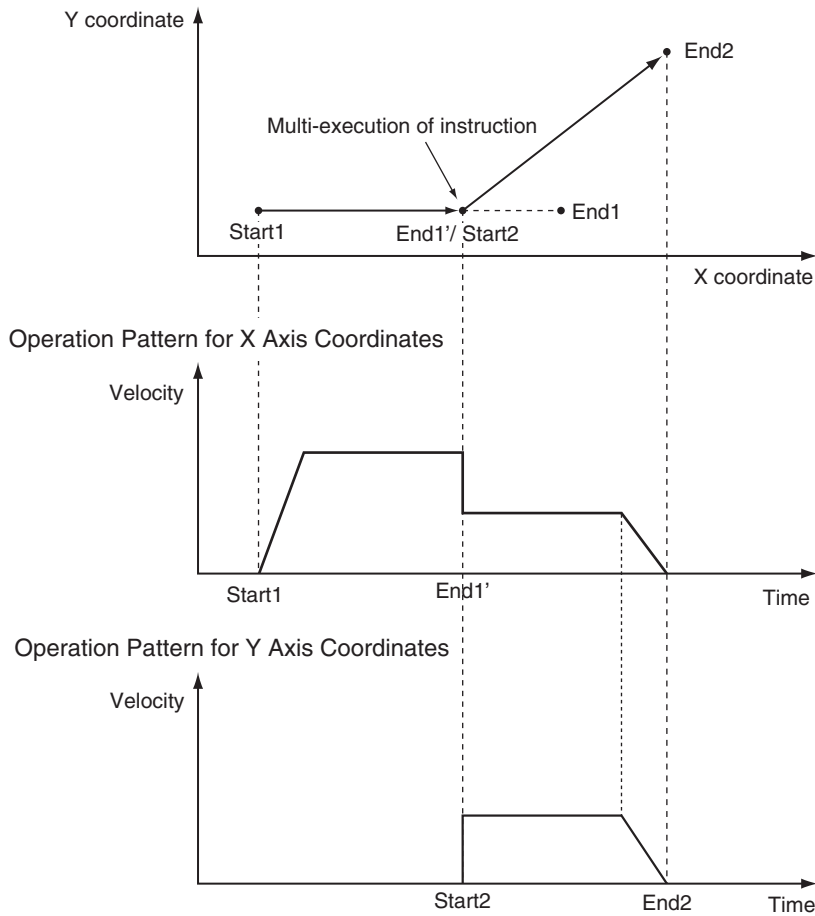 Y coordinate
End2
Multi-execution of instruction
End1
Start1
End1’/ Start2
X coordinate
Operation Pattern for X Axis Coordinates
Velocity
Start1
End1’
Time
Operation Pattern for Y Axis Coordinates
Velocity
Start2
End2
Time